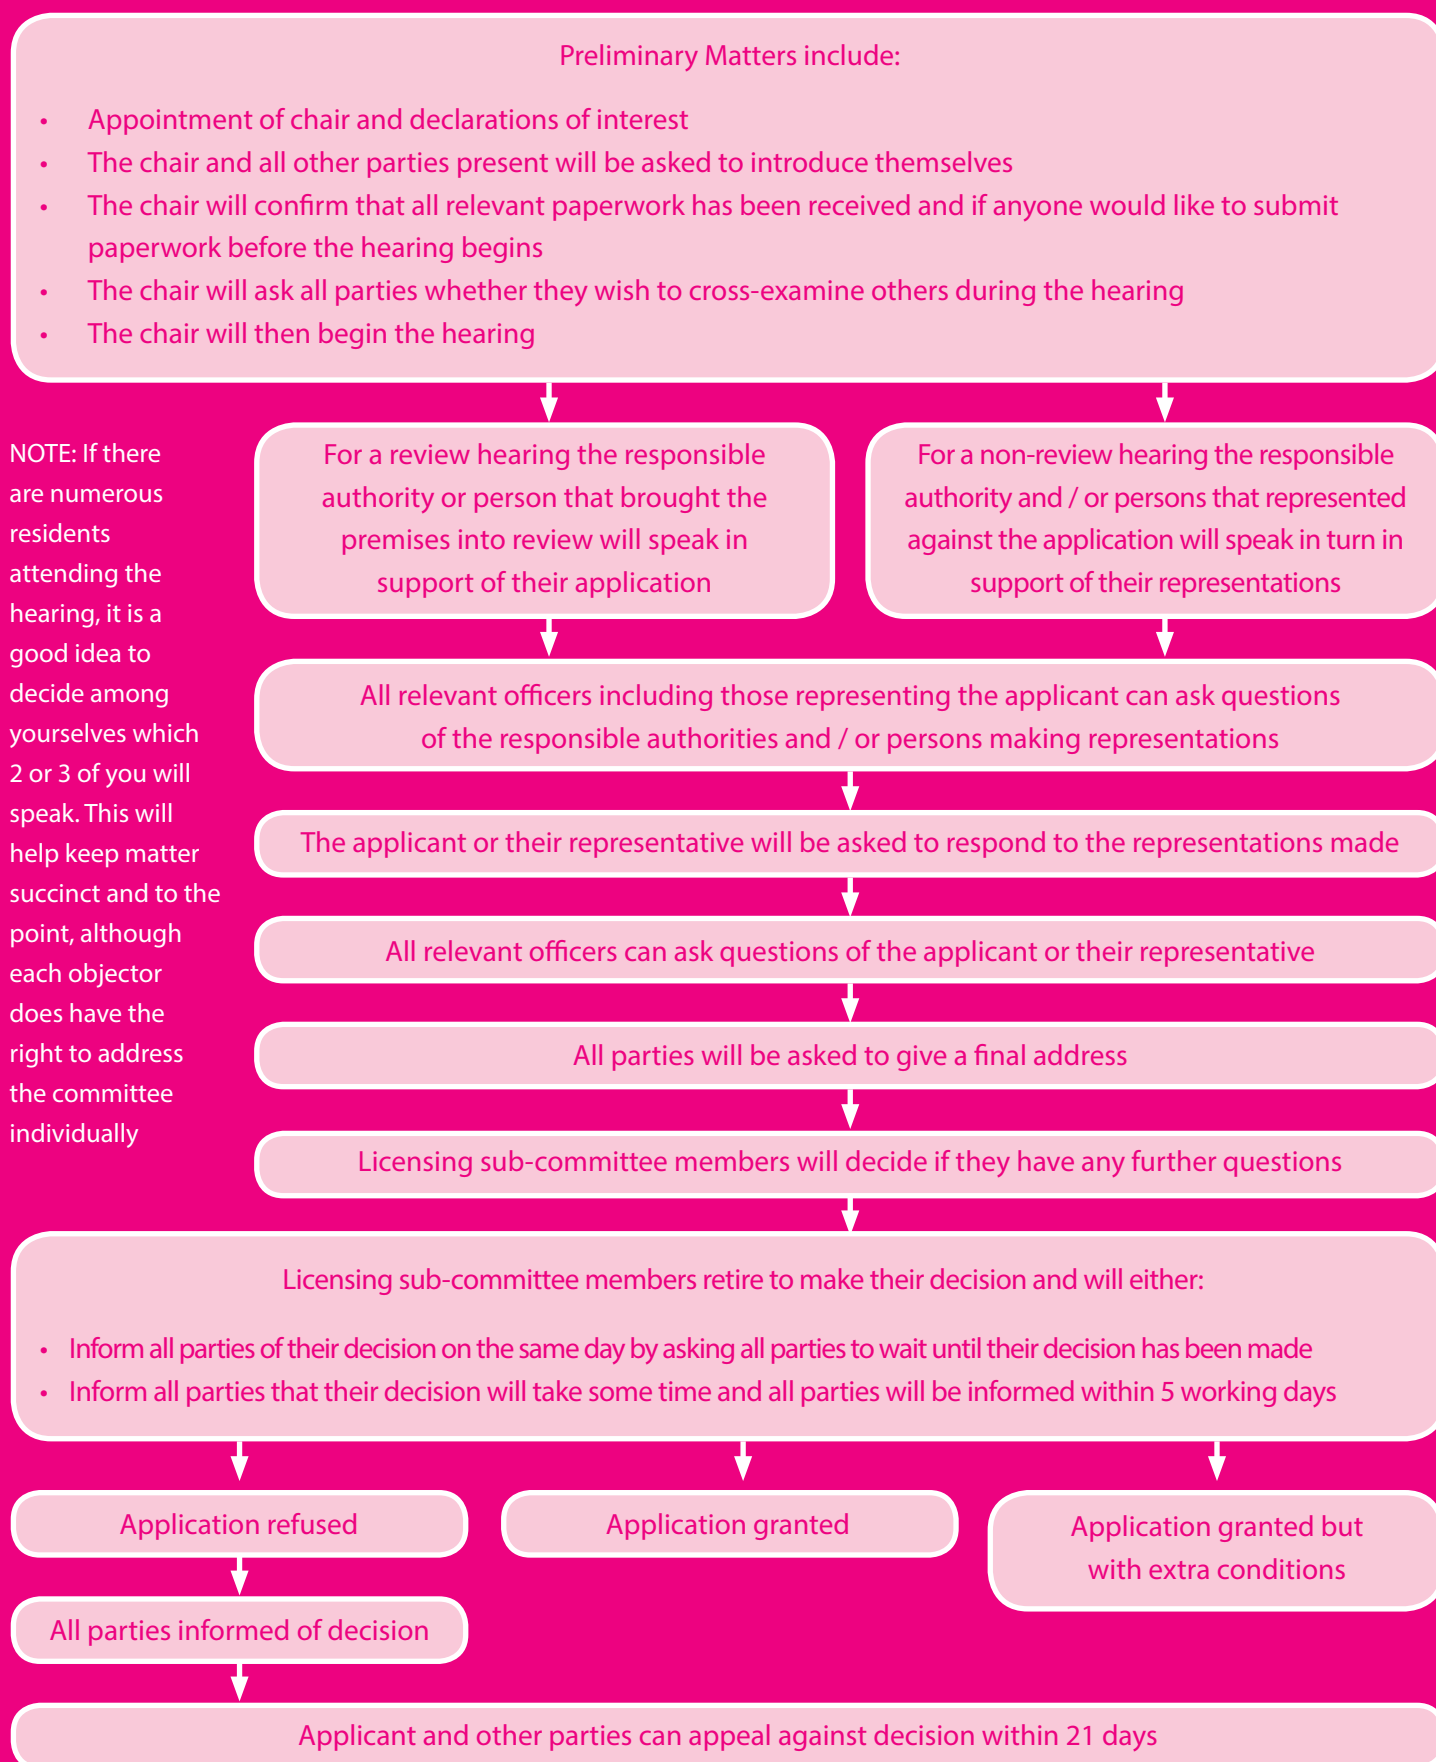 Preliminary Matters include:
• Appointment of chair and declarations of interest
• The chair and all other parties present will be asked to introduce themselves
• The chair will confirm that all relevant paperwork has been received and if anyone would like to submit
paperwork before the hearing begins
• The chair will ask all parties whether they wish to cross-examine others during the hearing
• The chair will then begin the hearing
NOTE: If there
are numerous
residents
attending the
hearing, it is a
good idea to
decide among
yourselves which
2 or 3 of you will
speak. This will
help keep matter
succinct and to the
point, although
each objector
does have the
right to address
the committee
individually
For a review hearing the responsible
authority or person that brought the
premises into review will speak in
support of their application
For a non-review hearing the responsible
authority and / or persons that represented
against the application will speak in turn in
support of their representations
All relevant officers including those representing the applicant can ask questions
of the responsible authorities and / or persons making representations
The applicant or their representative will be asked to respond to the representations made
All relevant officers can ask questions of the applicant or their representative
All parties will be asked to give a final address
Licensing sub-committee members will decide if they have any further questions
Licensing sub-committee members retire to make their decision and will either:
• Inform all parties of their decision on the same day by asking all parties to wait until their decision has been made
• Inform all parties that their decision will take some time and all parties will be informed within 5 working days
Application refused
Application granted
Application granted but
with extra conditions
All parties informed of decision
Applicant and other parties can appeal against decision within 21 days